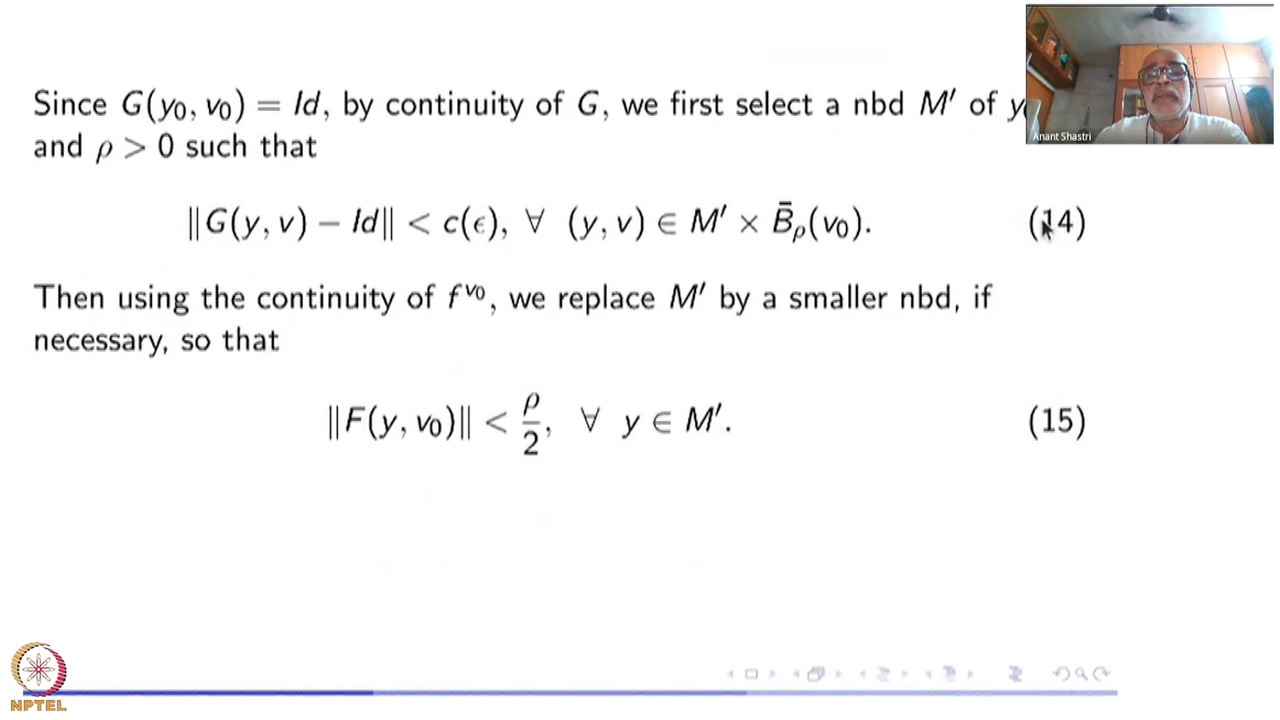 Since G(y₀, v₀) = Id, by continuity of G, we first select a nbd M′ of
and ρ > 0 such that
‖G(y, v) − Id‖ < c(ϵ), ∀ (y, v) ∈ M′ × B̄ᵨ(v₀). (14)
Then using the continuity of f^{v₀}, we replace M′ by a smaller nbd, if
necessary, so that
‖F(y, v₀)‖ < ρ/2, ∀ y ∈ M′. (15)
Anant Shastri
NPTEL